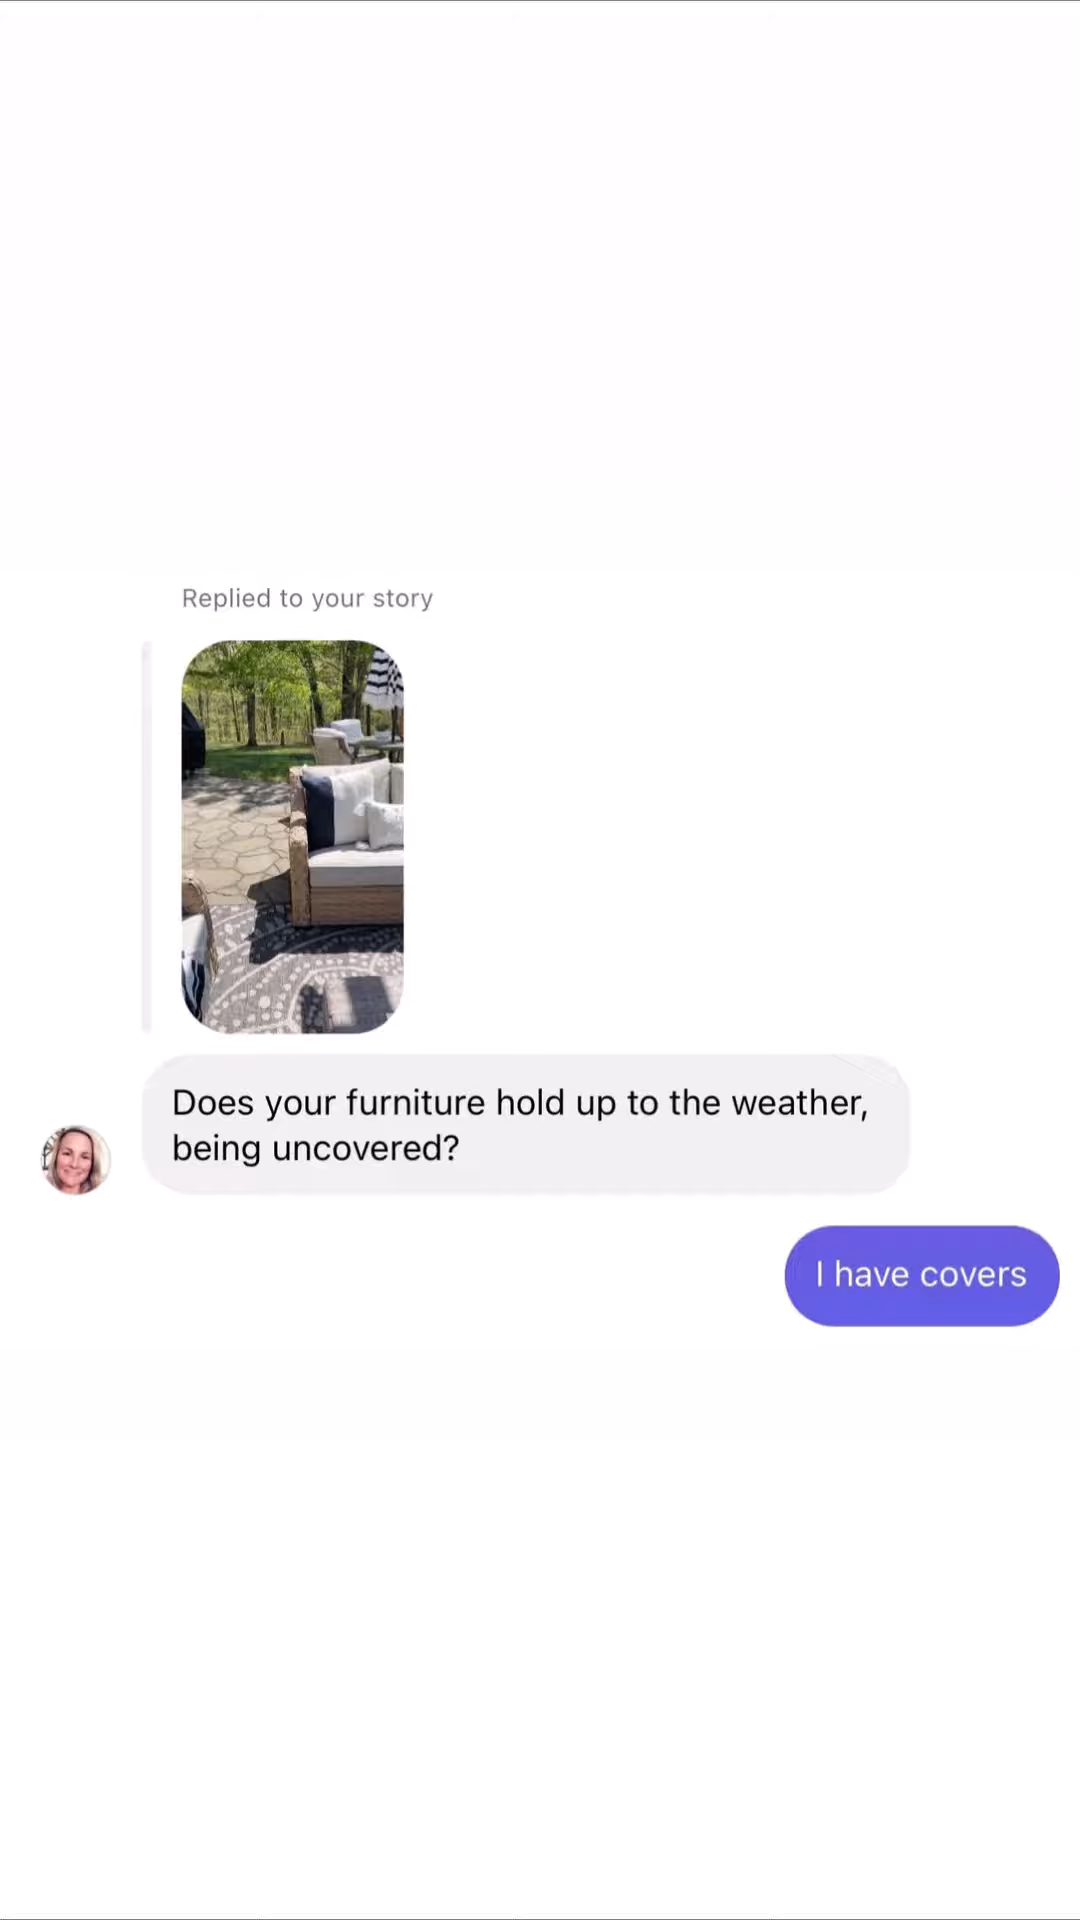 Replied to your story
Does your furniture hold up to the weather,
being uncovered?
I have covers